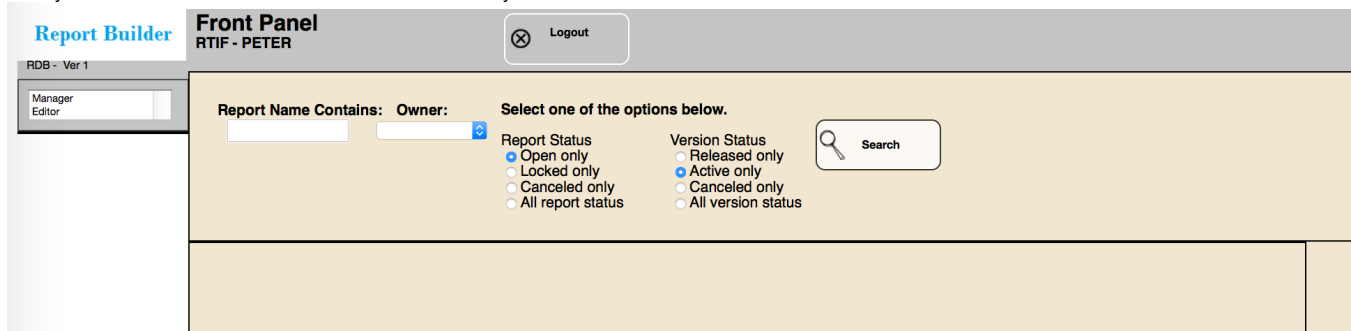 Report Builder
RDB - Ver 1
Manager
Editor
Front Panel
RTIF - PETER
Logout
Report Name Contains: Owner:
Select one of the options below.
Report Status
Open only
Locked only
Canceled only
All report status
Version Status
Released only
Active only
Canceled only
All version status
Search